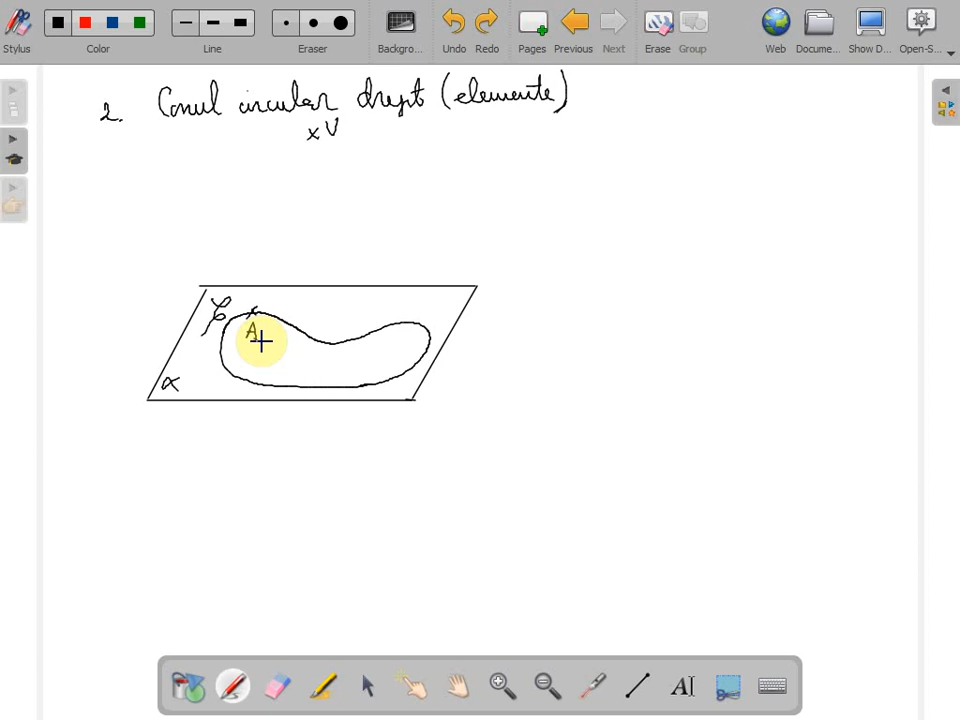 Stylus
Color
Line
Eraser
Backgro...
Undo Redo
Pages Previous Next
Erase Group
Web Docume... Show D... Open-S...
2. Conul circular drept (elemente)
x V
𝒞 x
A
α
AI